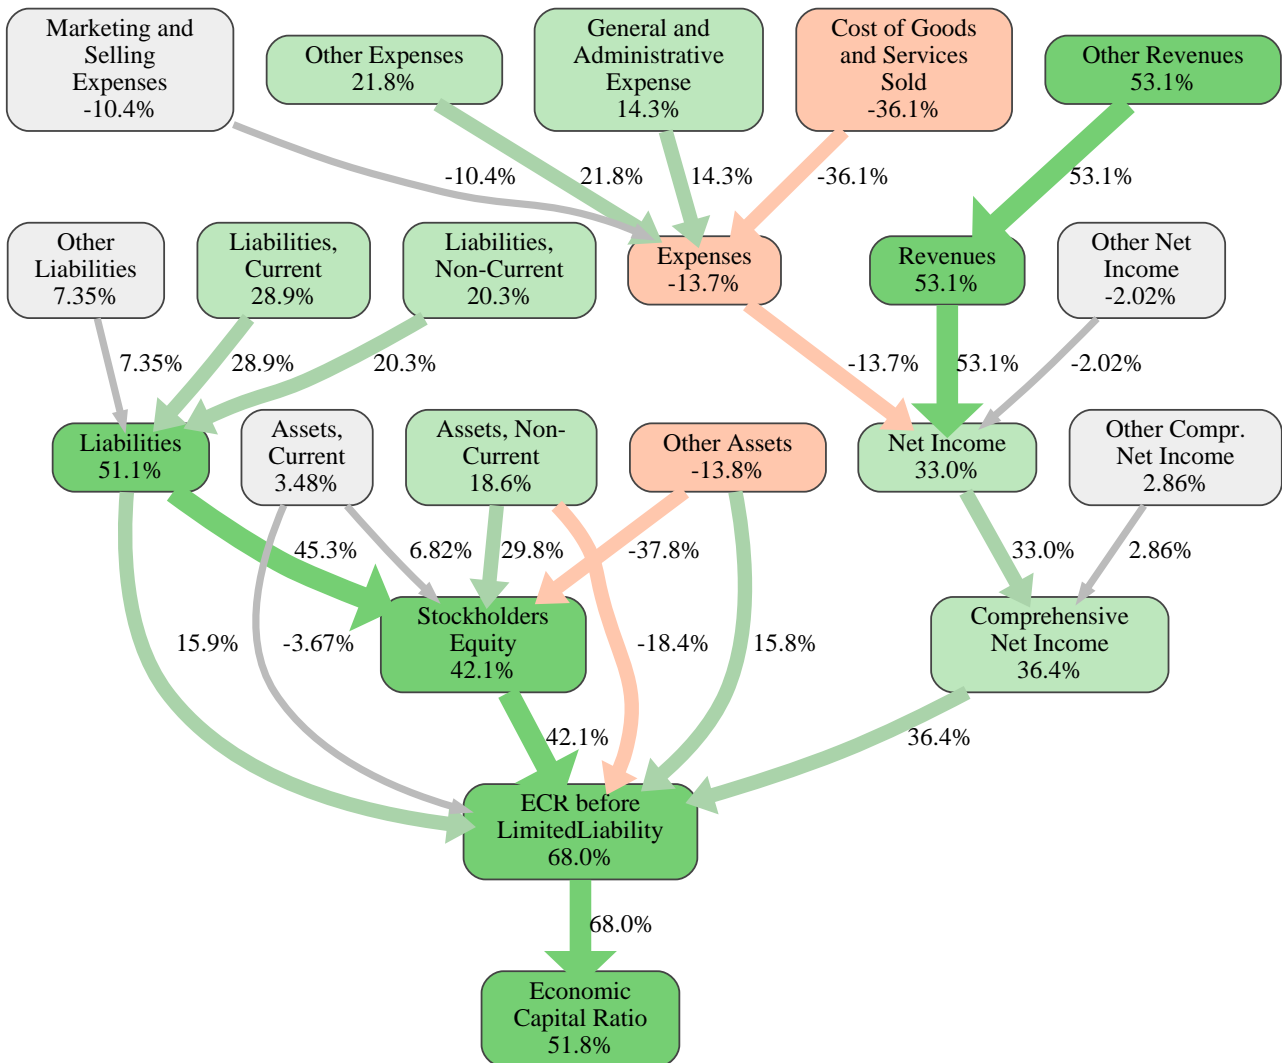 Marketing and
Selling
Expenses
-10.4%
Other Expenses
21.8%
General and
Administrative
Expense
14.3%
Cost of Goods
and Services
Sold
-36.1%
Other Revenues
53.1%
-10.4%
21.8%
14.3%
-36.1%
53.1%
Other
Liabilities
7.35%
Liabilities,
Current
28.9%
Liabilities,
Non-Current
20.3%
Expenses
-13.7%
Revenues
53.1%
Other Net
Income
-2.02%
7.35%
28.9%
20.3%
-13.7%
53.1%
-2.02%
Liabilities
51.1%
Assets,
Current
3.48%
Assets, Non-
Current
18.6%
Other Assets
-13.8%
Net Income
33.0%
Other Compr.
Net Income
2.86%
45.3%
6.82%
29.8%
-37.8%
33.0%
2.86%
Stockholders
Equity
42.1%
Comprehensive
Net Income
36.4%
15.9%
-3.67%
-18.4%
15.8%
42.1%
36.4%
ECR before
LimitedLiability
68.0%
68.0%
Economic
Capital Ratio
51.8%